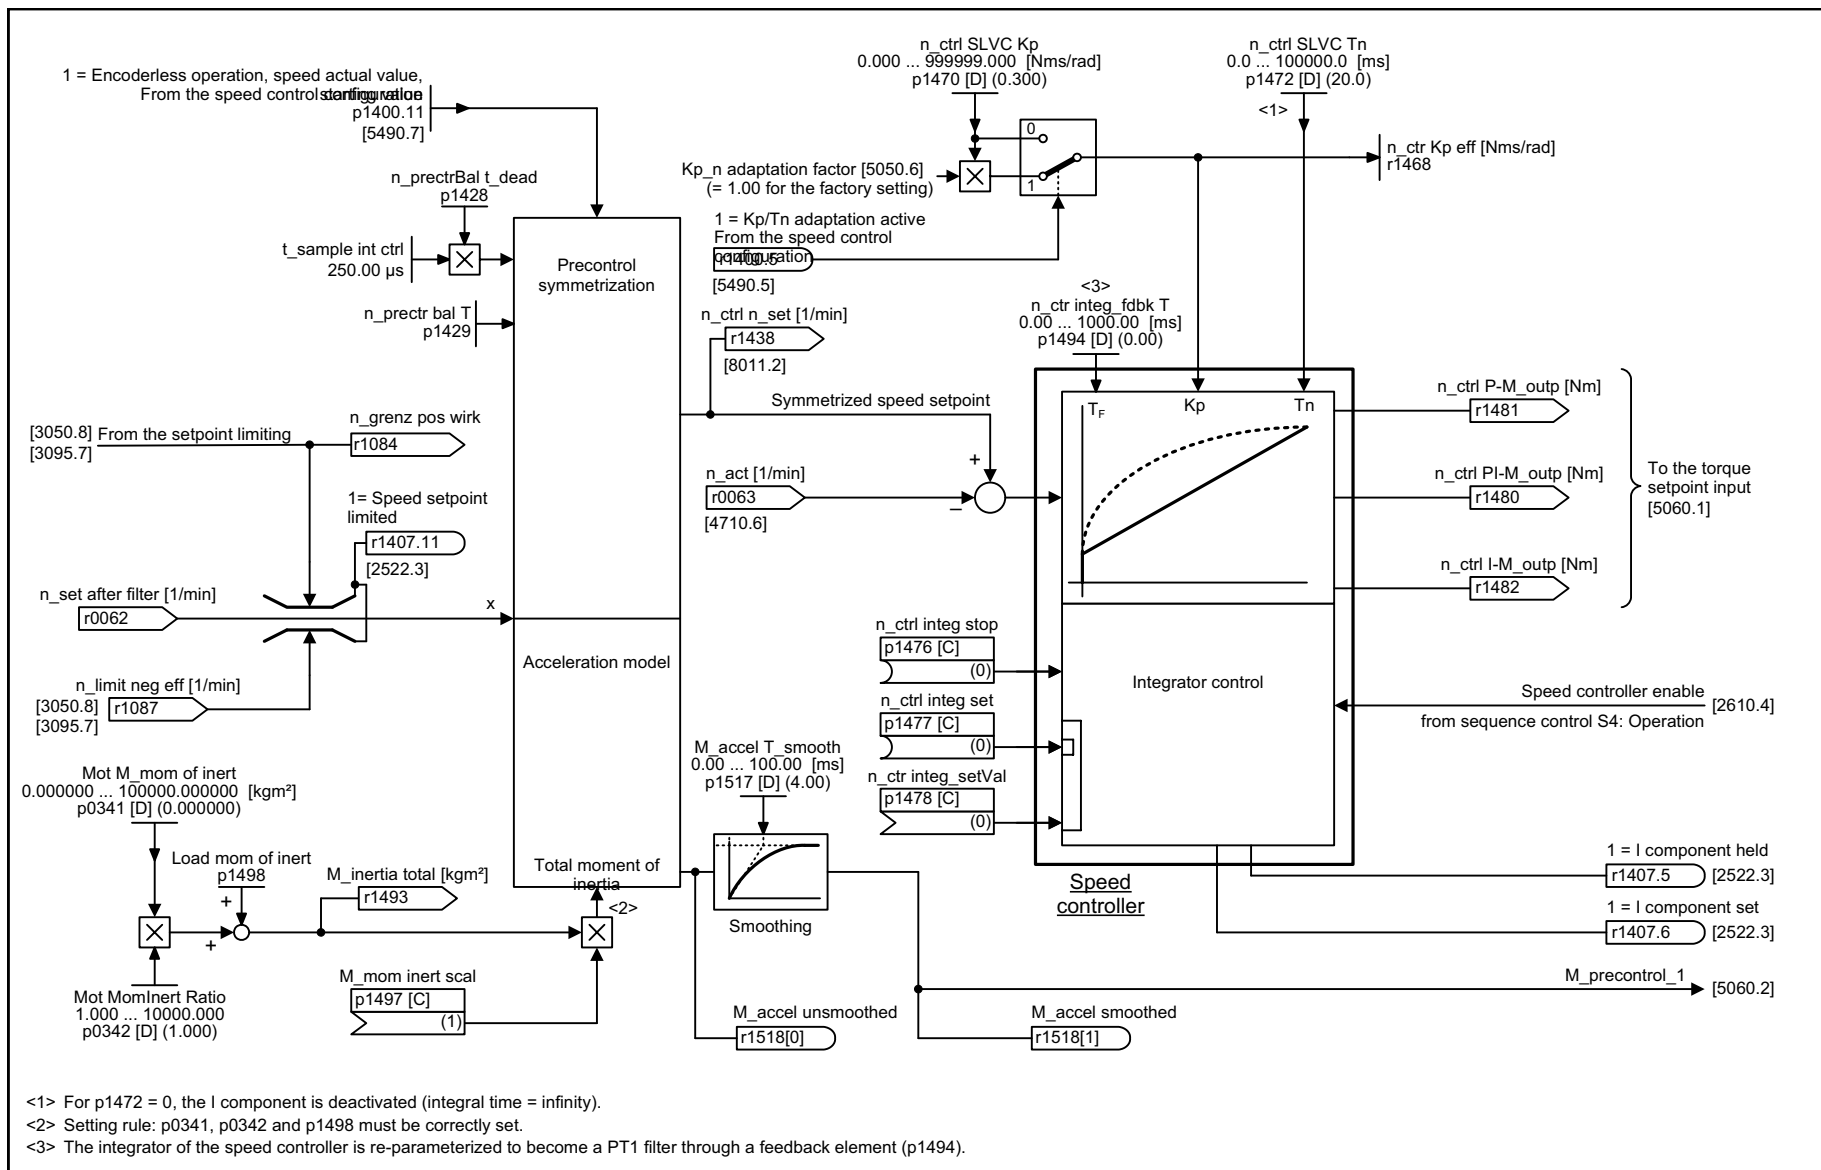 1 = Encoderless operation, speed actual value,
starting value
From the speed control configuration
p1400.11
[5490.7]
n_prectrBal t_dead
p1428
t_sample int ctrl
250.00 µs
n_prectr bal T
p1429
Precontrol
symmetrization
n_ctrl SLVC Kp
0.000 ... 999999.000 [Nms/rad]
p1470 [D] (0.300)
n_ctrl SLVC Tn
0.0 ... 100000.0 [ms]
p1472 [D] (20.0)
<1>
0
1
Kp_n adaptation factor [5050.6]
(= 1.00 for the factory setting)
n_ctr Kp eff [Nms/rad]
r1468
1 = Kp/Tn adaptation active
From the speed control
configuration
r1400.5
[5490.5]
n_ctrl n_set [1/min]
r1438
[8011.2]
<3>
n_ctr integ_fdbk T
0.00 ... 1000.00 [ms]
p1494 [D] (0.00)
Symmetrized speed setpoint
TF
Kp
Tn
n_ctrl P-M_outp [Nm]
r1481
n_ctrl PI-M_outp [Nm]
r1480
n_ctrl I-M_outp [Nm]
r1482
To the torque
setpoint input
[5060.1]
[3050.8]
[3095.7]
From the setpoint limiting
n_grenz pos wirk
r1084
1= Speed setpoint
limited
r1407.11
[2522.3]
n_act [1/min]
r0063
[4710.6]
+
–
n_set after filter [1/min]
r0062
x
n_limit neg eff [1/min]
[3050.8]
[3095.7]
r1087
Acceleration model
n_ctrl integ stop
p1476 [C]
(0)
n_ctrl integ set
p1477 [C]
(0)
n_ctr integ_setVal
p1478 [C]
(0)
Integrator control
Speed controller enable
from sequence control S4: Operation
[2610.4]
Mot M_mom of inert
0.000000 ... 100000.000000 [kgm²]
p0341 [D] (0.000000)
Load mom of inert
p1498
+
+
M_inertia total [kgm²]
r1493
Total moment of
inertia
<2>
M_accel T_smooth
0.00 ... 100.00 [ms]
p1517 [D] (4.00)
Smoothing
Speed
controller
1 = I component held
r1407.5
[2522.3]
1 = I component set
r1407.6
[2522.3]
Mot MomInert Ratio
1.000 ... 10000.000
p0342 [D] (1.000)
M_mom inert scal
p1497 [C]
(1)
M_accel unsmoothed
r1518[0]
M_accel smoothed
r1518[1]
M_precontrol_1
[5060.2]
<1> For p1472 = 0, the I component is deactivated (integral time = infinity).
<2> Setting rule: p0341, p0342 and p1498 must be correctly set.
<3> The integrator of the speed controller is re-parameterized to become a PT1 filter through a feedback element (p1494).